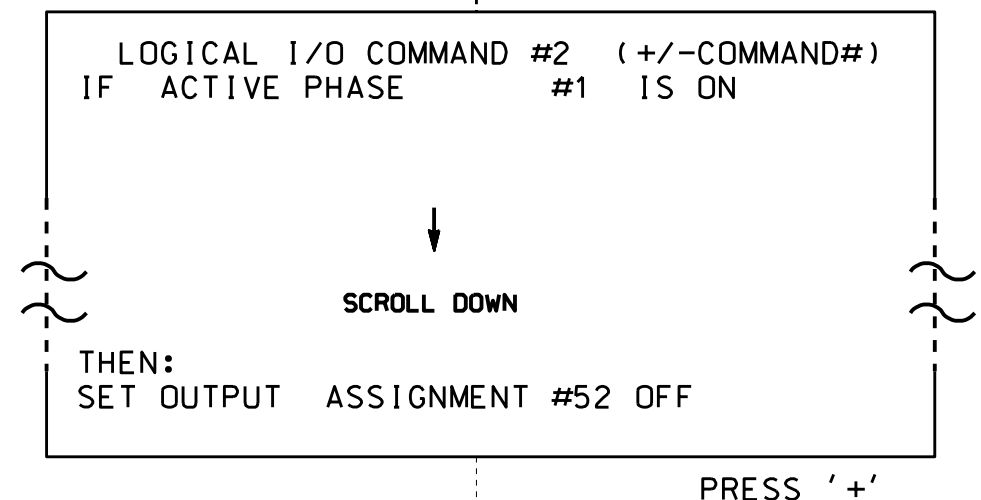 LOGICAL I/O COMMAND #2 (+/-COMMAND#)
IF ACTIVE PHASE #1 IS ON
SCROLL DOWN
THEN:
SET OUTPUT ASSIGNMENT #52 OFF
PRESS '+'